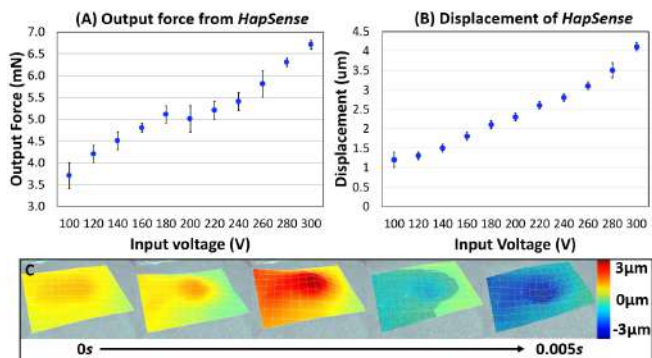 (A) Output force from HapSense
(B) Displacement of HapSense
Output Force (mN)
7.0
6.5
6.0
5.5
5.0
4.5
4.0
3.5
3.0
100 120 140 160 180 200 220 240 260 280 300
Input voltage (V)
Displacement (um)
4.5
4
3.5
3
2.5
2
1.5
1
0.5
0
100 120 140 160 180 200 220 240 260 280 300
Input Voltage (V)
C
3μm
0μm
-3μm
0s
0.005s